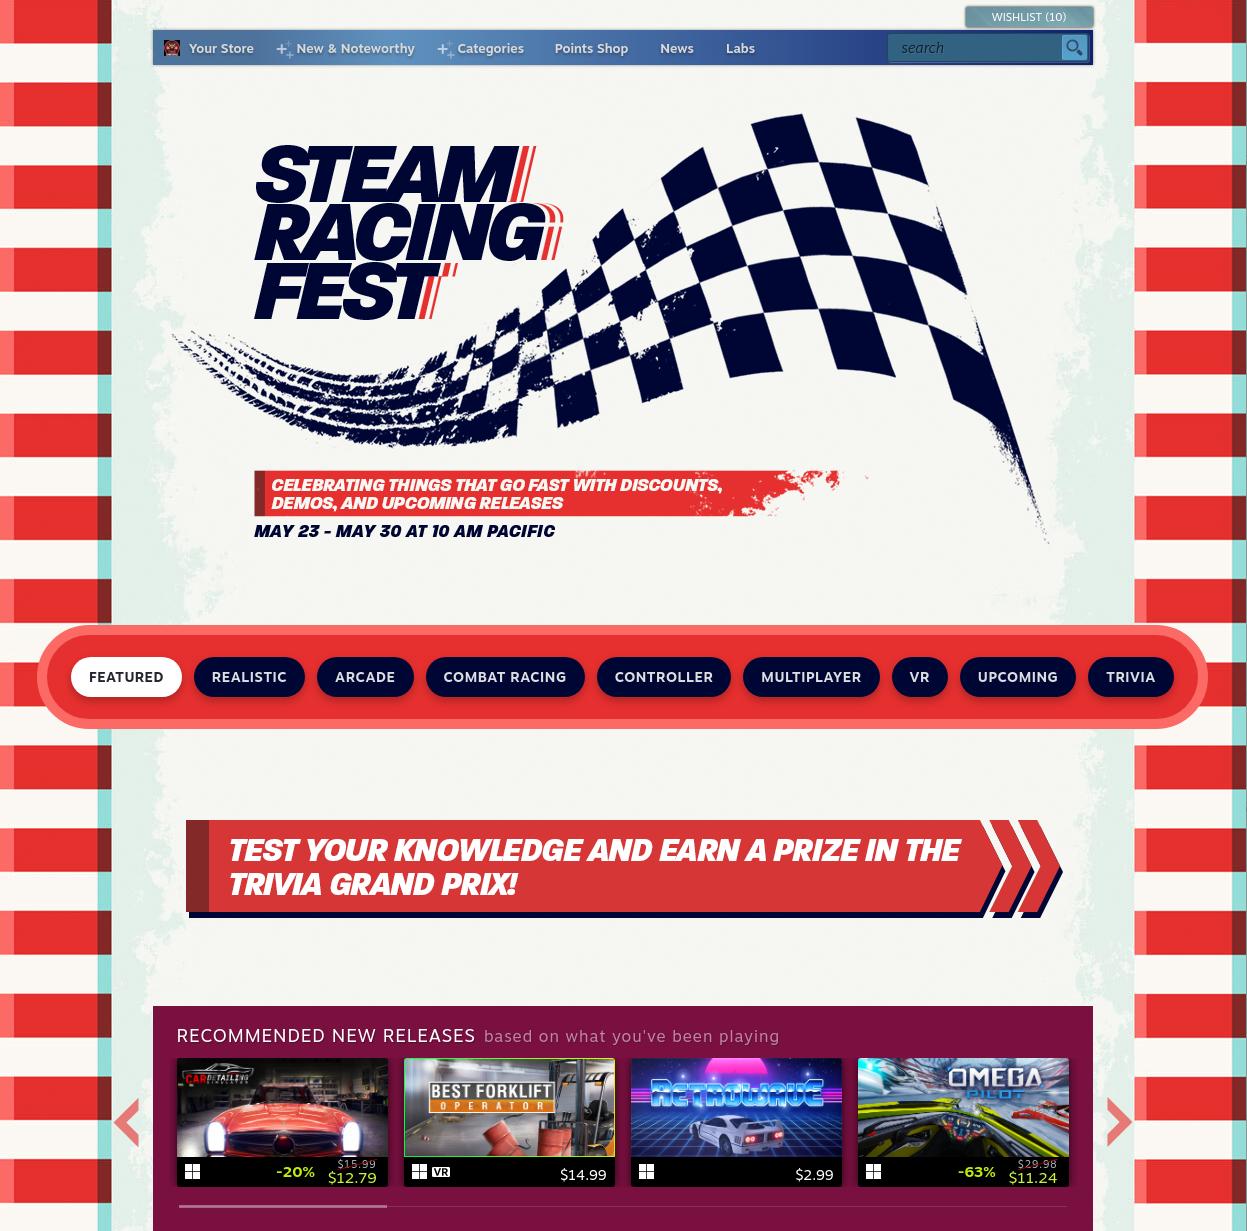 WISHLIST (10)
Your Store
New & Noteworthy
Categories
Points Shop
News
Labs
search
STEAM
RACING
FEST
CELEBRATING THINGS THAT GO FAST WITH DISCOUNTS,
DEMOS, AND UPCOMING RELEASES
MAY 23 - MAY 30 AT 10 AM PACIFIC
FEATURED
REALISTIC
ARCADE
COMBAT RACING
CONTROLLER
MULTIPLAYER
VR
UPCOMING
TRIVIA
TEST YOUR KNOWLEDGE AND EARN A PRIZE IN THE
TRIVIA GRAND PRIX!
RECOMMENDED NEW RELEASES based on what you've been playing
CAR DETAILING
SIMULATOR
-20%
$15.99
$12.79
BEST FORKLIFT
OPERATOR
VR
$14.99
RETROWAVE
$2.99
OMEGA
PILOT
-63%
$29.98
$11.24